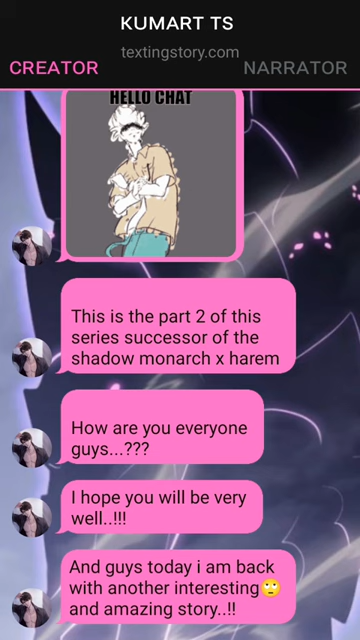 KUMART TS
textingstory.com
CREATOR
NARRATOR
HELLO CHAT
This is the part 2 of this
series successor of the
shadow monarch x harem
How are you everyone
guys...???
I hope you will be very
well..!!!
And guys today i am back
with another interesting🙄
and amazing story..!!